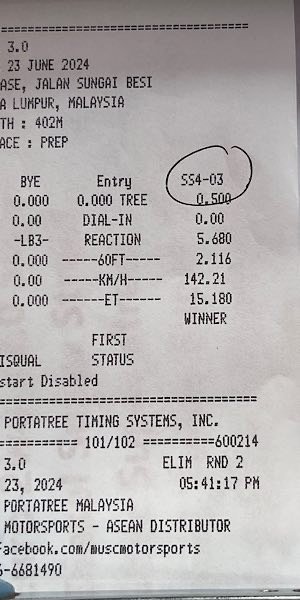 =====================================
3.0
23 JUNE 2024
ASE, JALAN SUNGAI BESI
A LUMPUR, MALAYSIA
TH : 402M
ACE : PREP
BYE Entry SS4-03
0.000 0.000 TREE 0.500
0.00 DIAL-IN 0.00
-LB3- REACTION 5.680
0.000 ------60FT----- 2.116
0.00 ------KM/H----- 142.21
0.000 -------ET------ 15.180
WINNER
FIRST
ISQUAL STATUS
start Disabled
=====================================
PORTATREE TIMING SYSTEMS, INC.
=========== 101/102 ==========600214
3.0 ELIM RND 2
23, 2024 05:41:17 PM
PORTATREE MALAYSIA
MOTORSPORTS - ASEAN DISTRIBUTOR
facebook.com/muscmotorsports
6-6681490